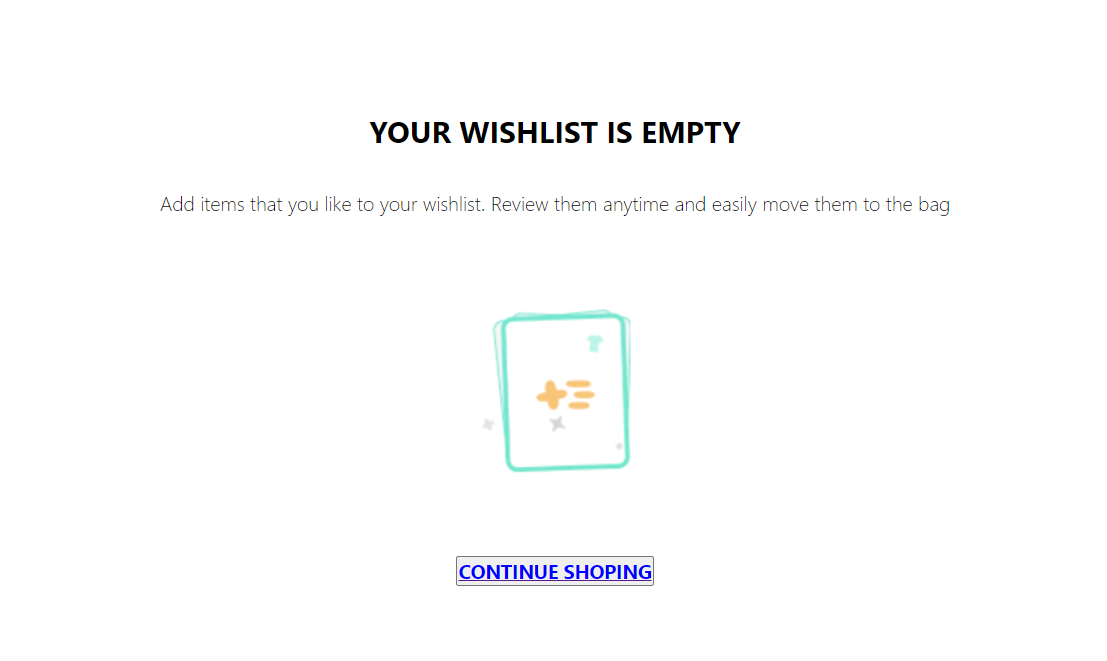 YOUR WISHLIST IS EMPTY
Add items that you like to your wishlist. Review them anytime and easily move them to the bag
CONTINUE SHOPING